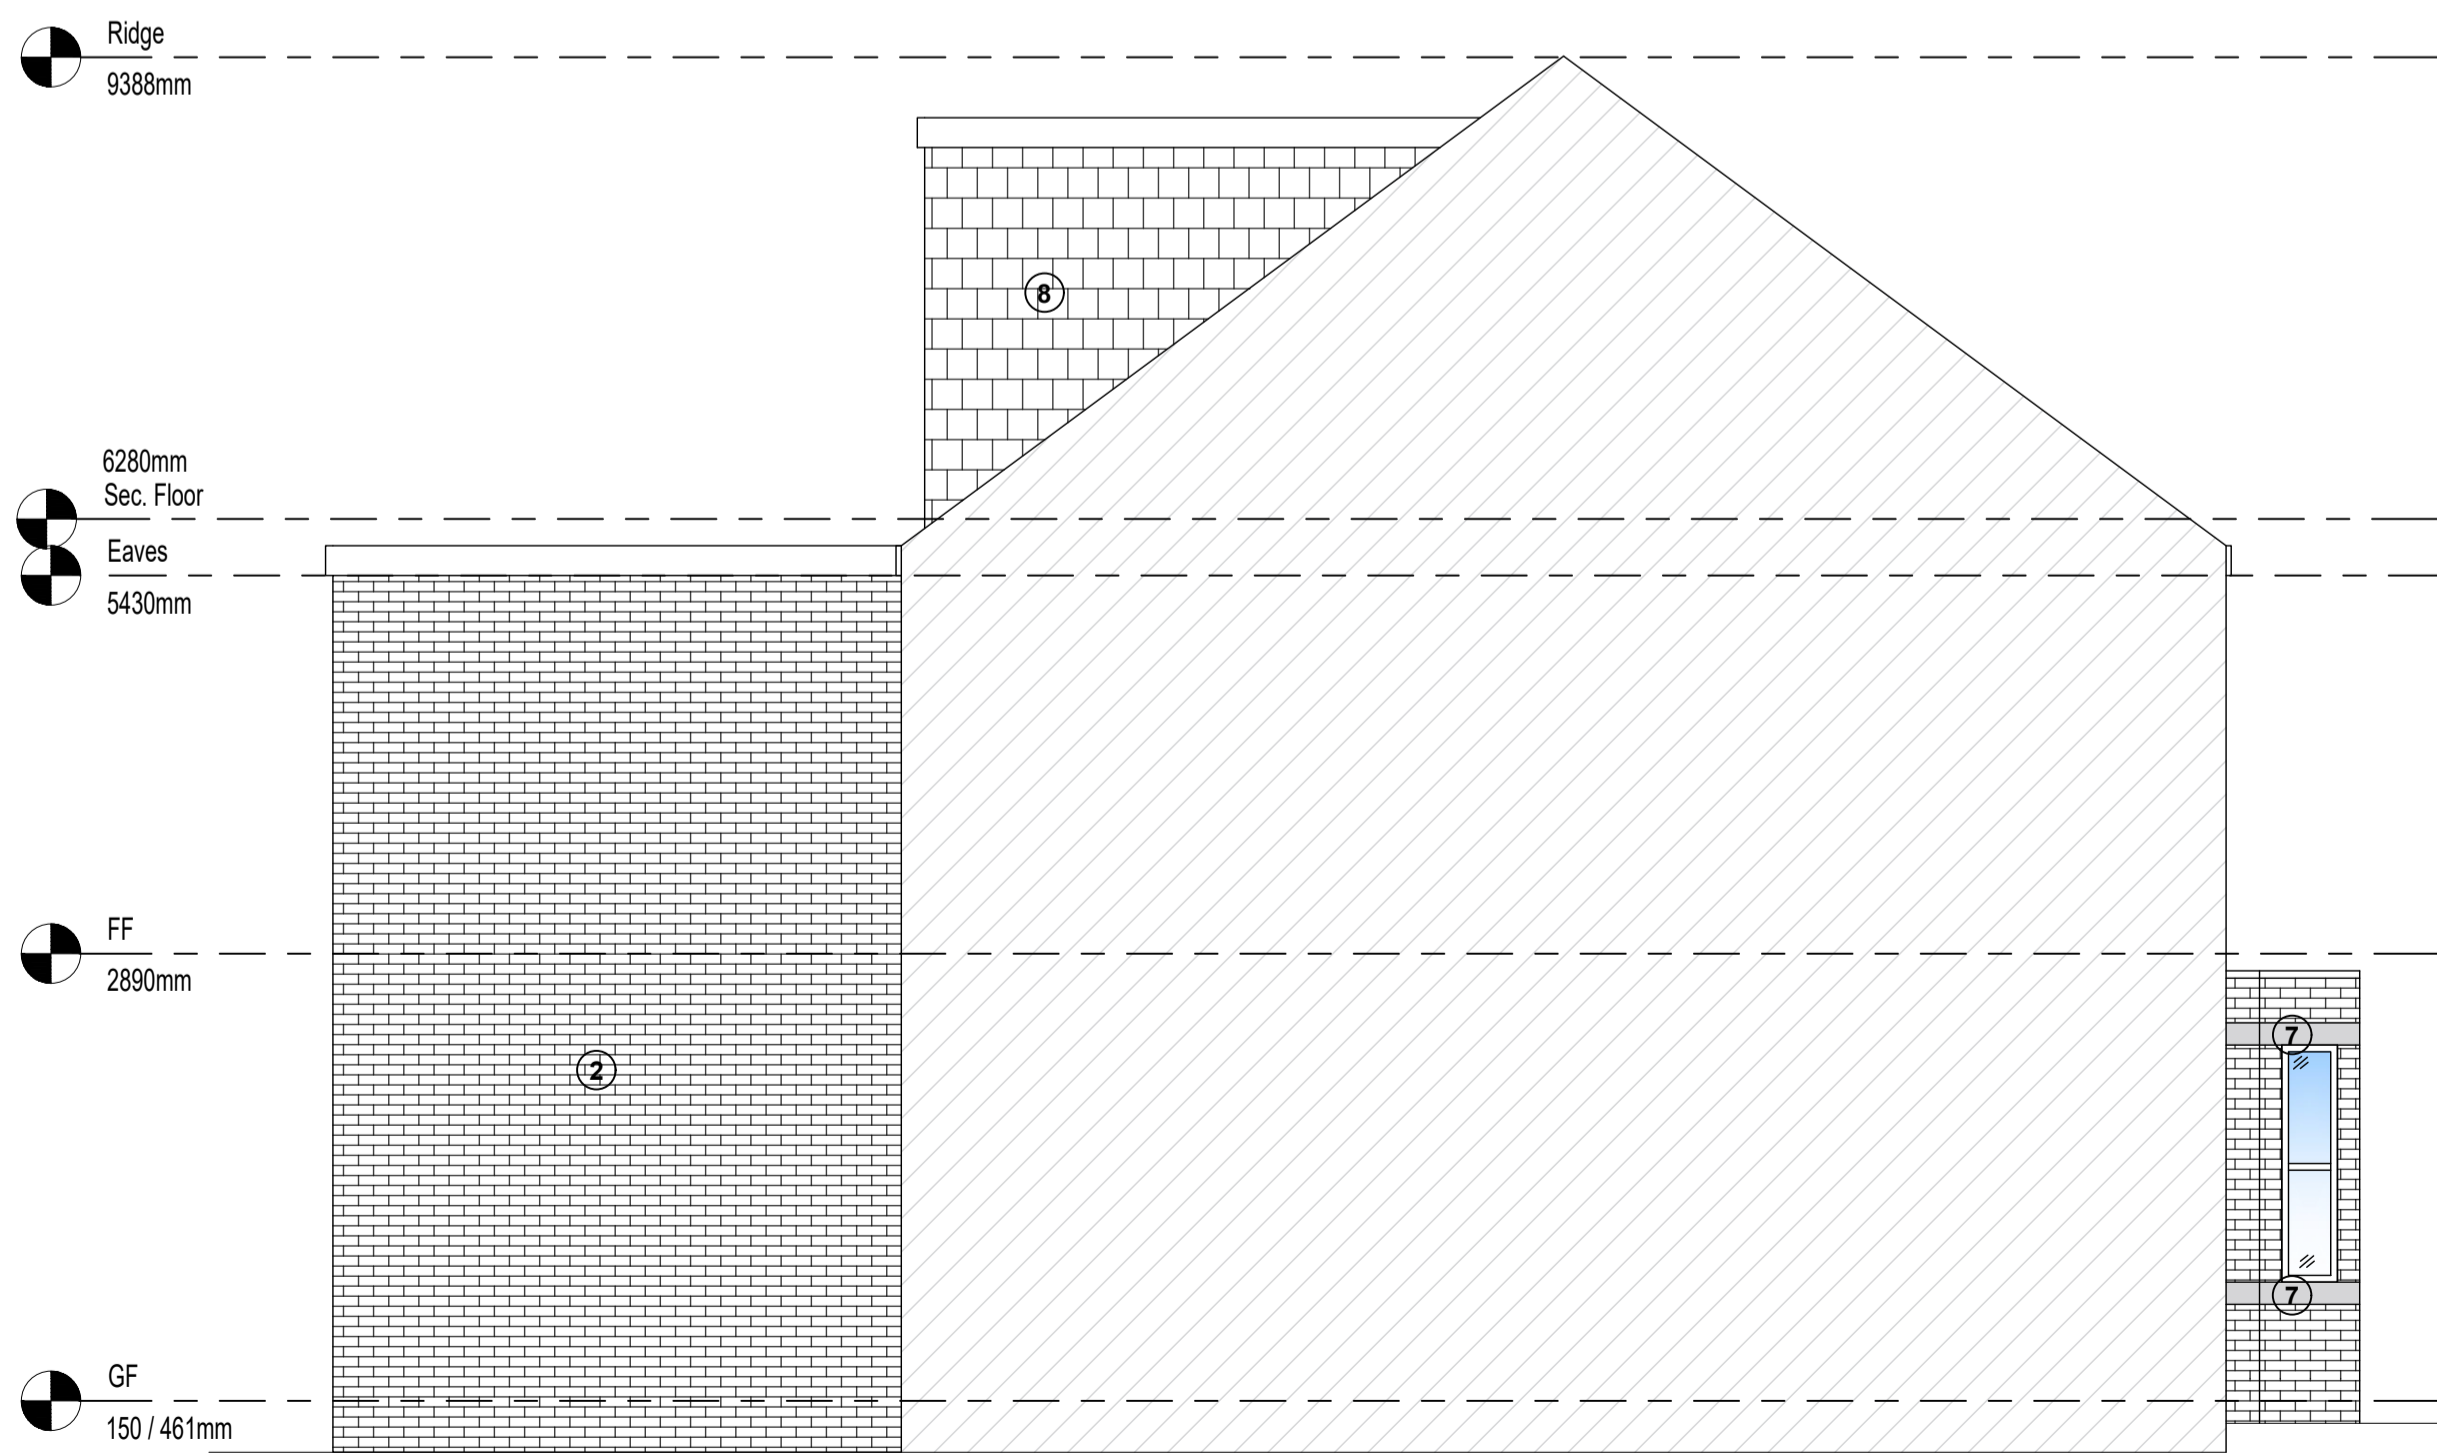 Ridge
9388mm
8
6280mm
Sec. Floor
Eaves
5430mm
FF
2890mm
7
2
7
GF
150 / 461mm